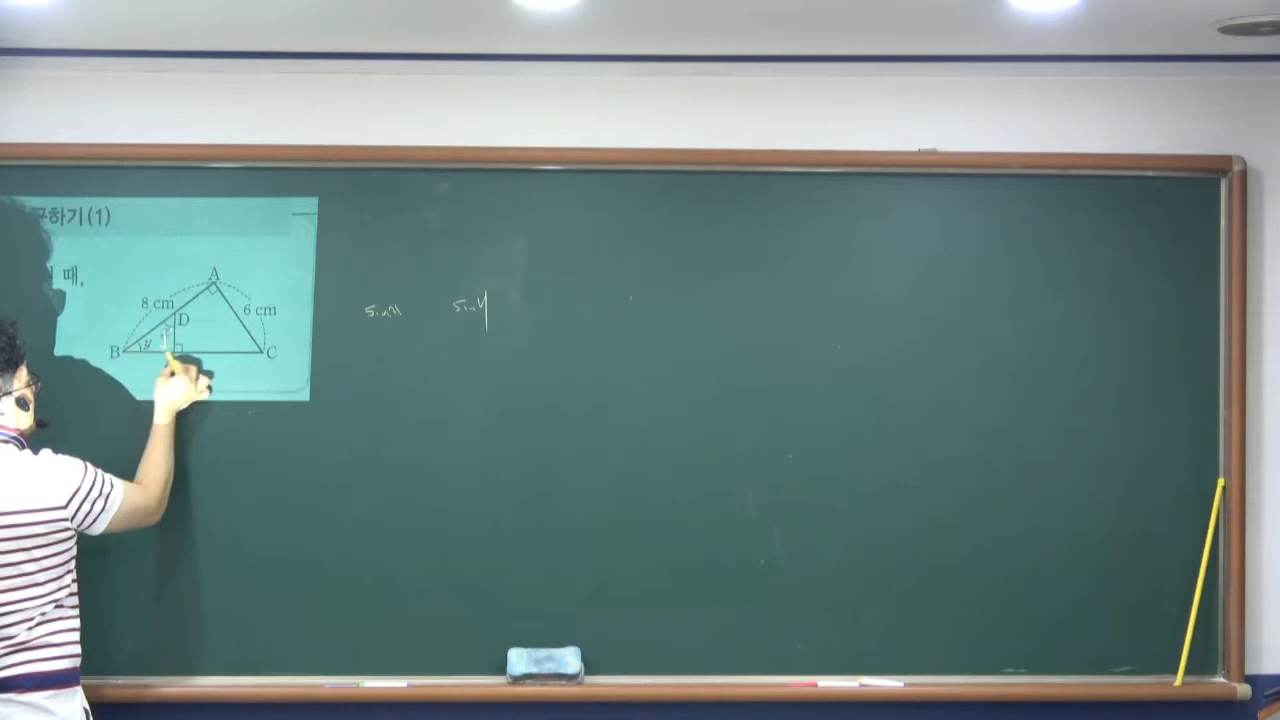 구하기(1)
때,
A
8 cm
6 cm
D
B
y
C
sin x
sin y